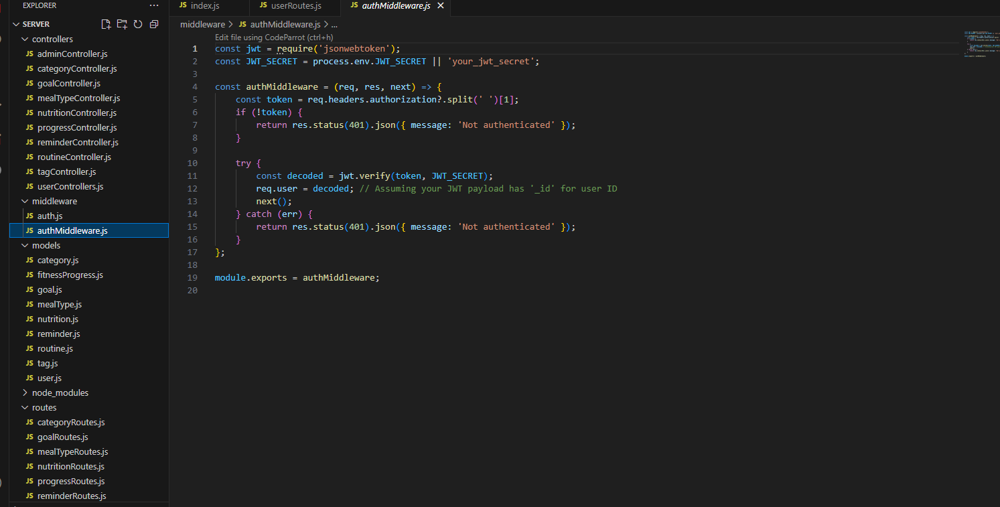 EXPLORER ...
SERVER
controllers
JS adminController.js
JS categoryController.js
JS goalController.js
JS mealTypeController.js
JS nutritionController.js
JS progressController.js
JS reminderController.js
JS routineController.js
JS tagController.js
JS userControllers.js
middleware
JS auth.js
JS authMiddleware.js
models
JS category.js
JS fitnessProgress.js
JS goal.js
JS mealType.js
JS nutrition.js
JS reminder.js
JS routine.js
JS tag.js
JS user.js
node_modules
routes
JS categoryRoutes.js
JS goalRoutes.js
JS mealTypeRoutes.js
JS nutritionRoutes.js
JS progressRoutes.js
JS reminderRoutes.js
JS index.js JS userRoutes.js JS authMiddleware.js
middleware > JS authMiddleware.js > ...
Edit file using CodeParrot (ctrl+h)
1 const jwt = require('jsonwebtoken');
2 const JWT_SECRET = process.env.JWT_SECRET || 'your_jwt_secret';
3
4 const authMiddleware = (req, res, next) => {
5     const token = req.headers.authorization?.split(' ')[1];
6     if (!token) {
7         return res.status(401).json({ message: 'Not authenticated' });
8     }
9
10     try {
11         const decoded = jwt.verify(token, JWT_SECRET);
12         req.user = decoded; // Assuming your JWT payload has '_id' for user ID
13         next();
14     } catch (err) {
15         return res.status(401).json({ message: 'Not authenticated' });
16     }
17 };
18
19 module.exports = authMiddleware;
20